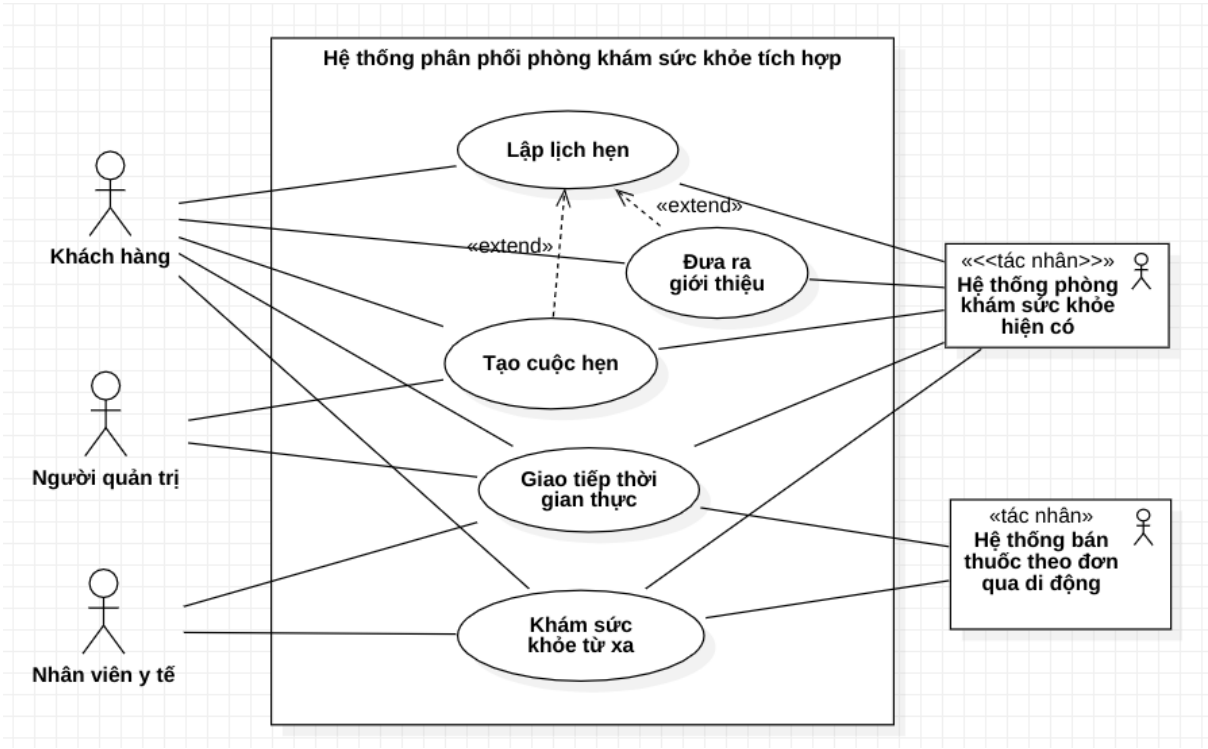 Hệ thống phân phối phòng khám sức khỏe tích hợp
Lập lịch hẹn
«extend»
«extend»
Khách hàng
Đưa ra
giới thiệu
«<<tác nhân>>»
Hệ thống phòng
khám sức khỏe
hiện có
Tạo cuộc hẹn
Người quản trị
Giao tiếp thời
gian thực
«tác nhân»
Hệ thống bán
thuốc theo đơn
qua di động
Khám sức
khỏe từ xa
Nhân viên y tế